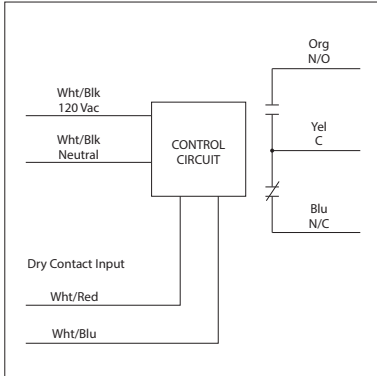 Org
N/O
Wht/Blk
120 Vac
Yel
C
Wht/Blk
Neutral
CONTROL
CIRCUIT
Blu
N/C
Dry Contact Input
Wht/Red
Wht/Blu